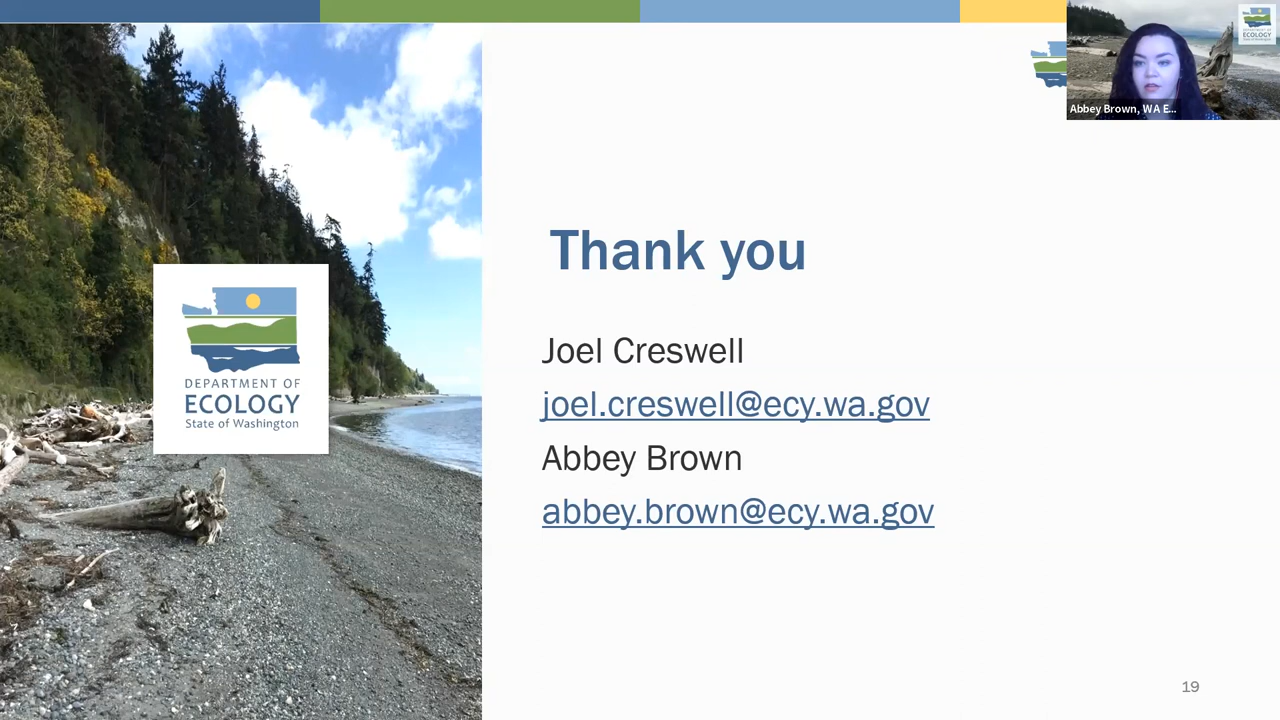 Abbey Brown, WA E...
Thank you
Joel Creswell
joel.creswell@ecy.wa.gov
Abbey Brown
abbey.brown@ecy.wa.gov
DEPARTMENT OF
ECOLOGY
State of Washington
ECOLOGY
19